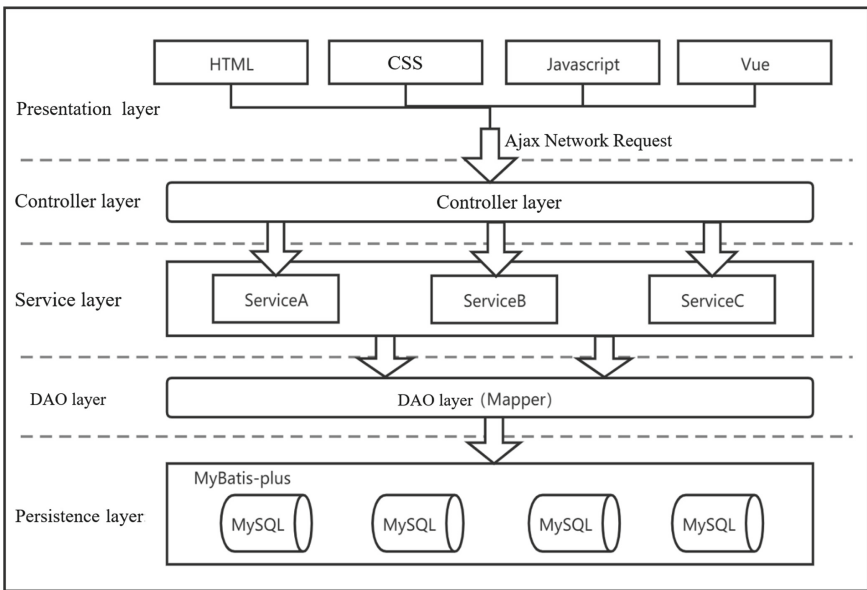 HTML CSS Javascript Vue
Presentation layer
Ajax Network Request
Controller layer Controller layer
Service layer ServiceA ServiceB ServiceC
DAO layer DAO layer (Mapper)
MyBatis-plus
Persistence layer MySQL MySQL MySQL MySQL